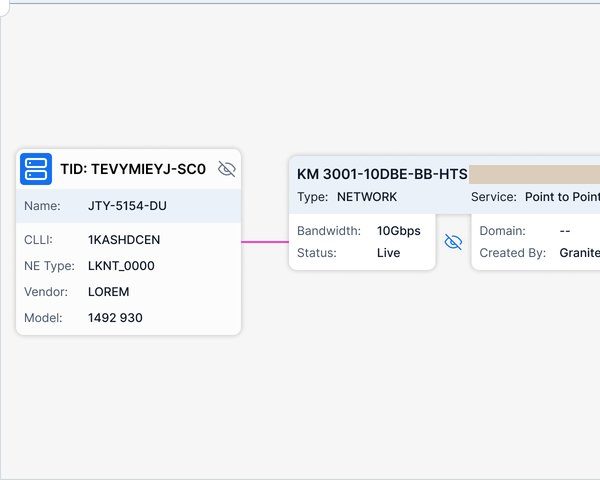 TID: TEVYMIEYJ-SC0
Name: JTY-5154-DU
CLLI: 1KASHDCEN
NE Type: LKNT_0000
Vendor: LOREM
Model: 1492 930
KM 3001-10DBE-BB-HTS
Type: NETWORK Service: Point to Point
Bandwidth: 10Gbps Domain: --
Status: Live Created By: Granite